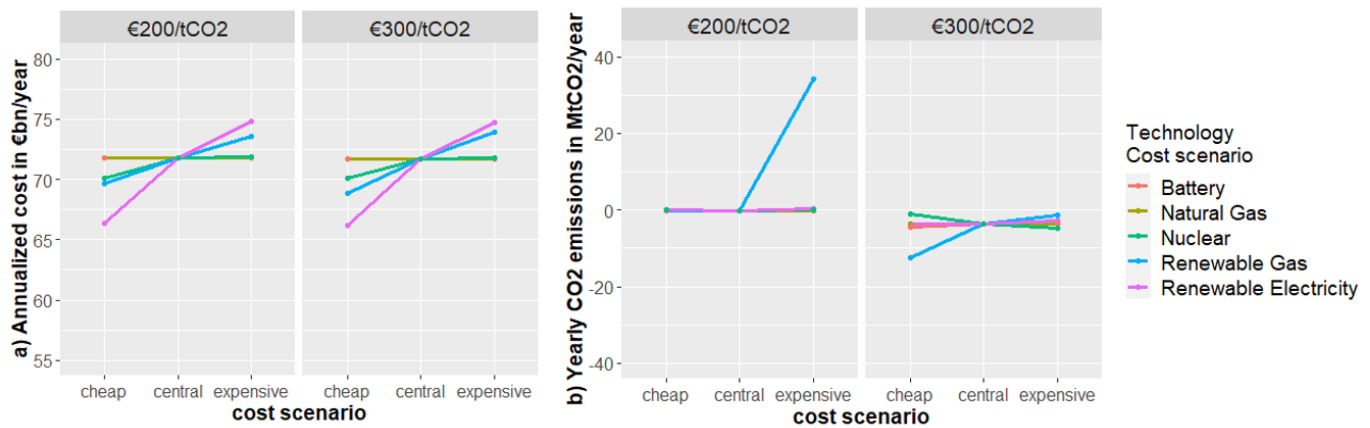 a) Annualized cost in €bn/year
€200/tCO2 €300/tCO2
80
75
70
65
60
55
cheap central expensive cheap central expensive
cost scenario
b) Yearly CO2 emissions in MtCO2/year
€200/tCO2 €300/tCO2
40
20
0
-20
-40
cheap central expensive cheap central expensive
cost scenario
Technology
Cost scenario
Battery
Natural Gas
Nuclear
Renewable Gas
Renewable Electricity